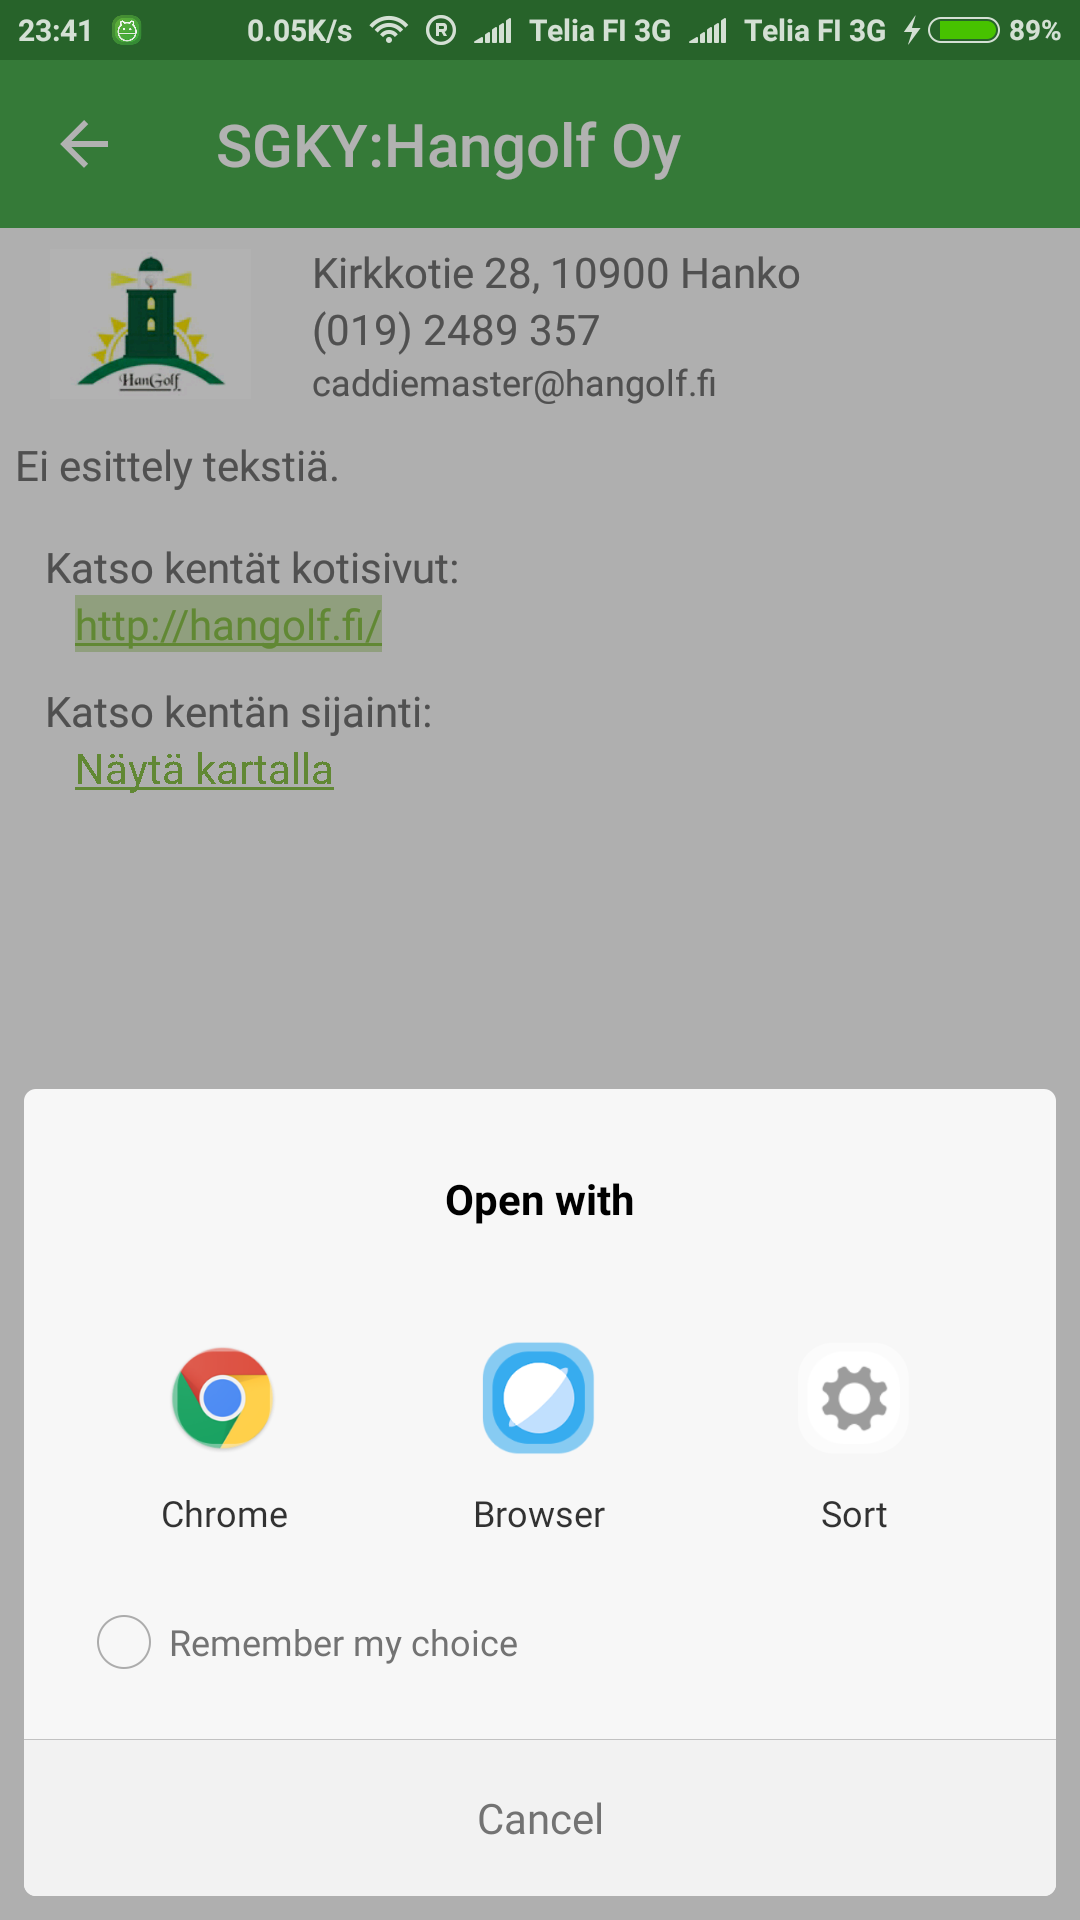 23:41 0.05K/s R Telia FI 3G Telia FI 3G 89%
SGKY:Hangolf Oy
HanGolf
Kirkkotie 28, 10900 Hanko
(019) 2489 357
caddiemaster@hangolf.fi
Ei esittely tekstiä.
Katso kentät kotisivut:
http://hangolf.fi/
Katso kentän sijainti:
Näytä kartalla
Open with
Chrome Browser Sort
Remember my choice
Cancel